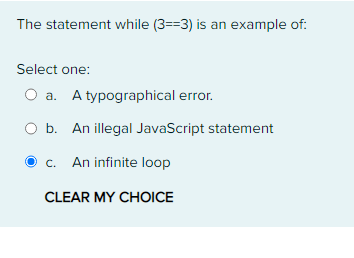 The statement while (3==3) is an example of:
Select one:
a. A typographical error.
b. An illegal JavaScript statement
c. An infinite loop
CLEAR MY CHOICE